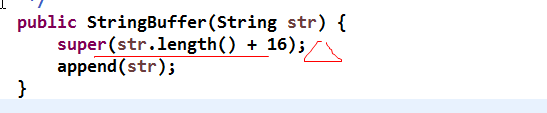 */
public StringBuffer(String str) {
super(str.length() + 16);
append(str);
}